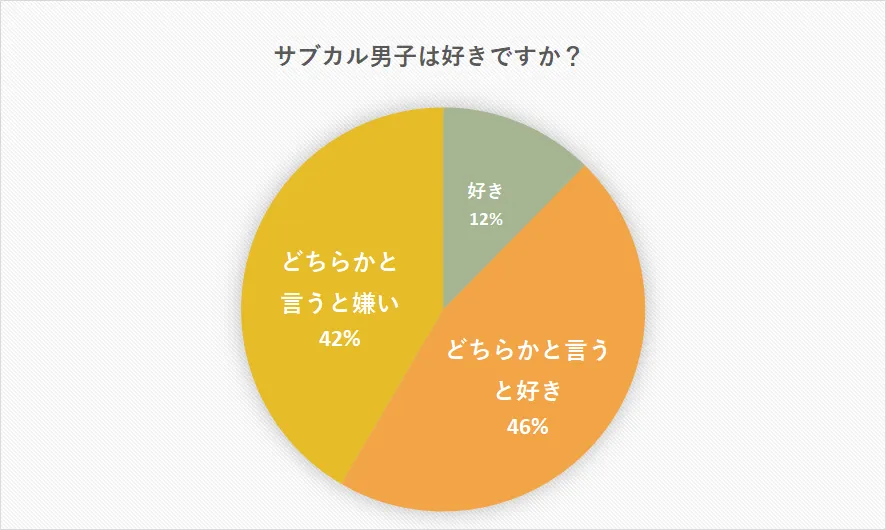 サブカル男子は好きですか？
好き
12%
どちらかと
言うと嫌い
42%
どちらかと言う
と好き
46%